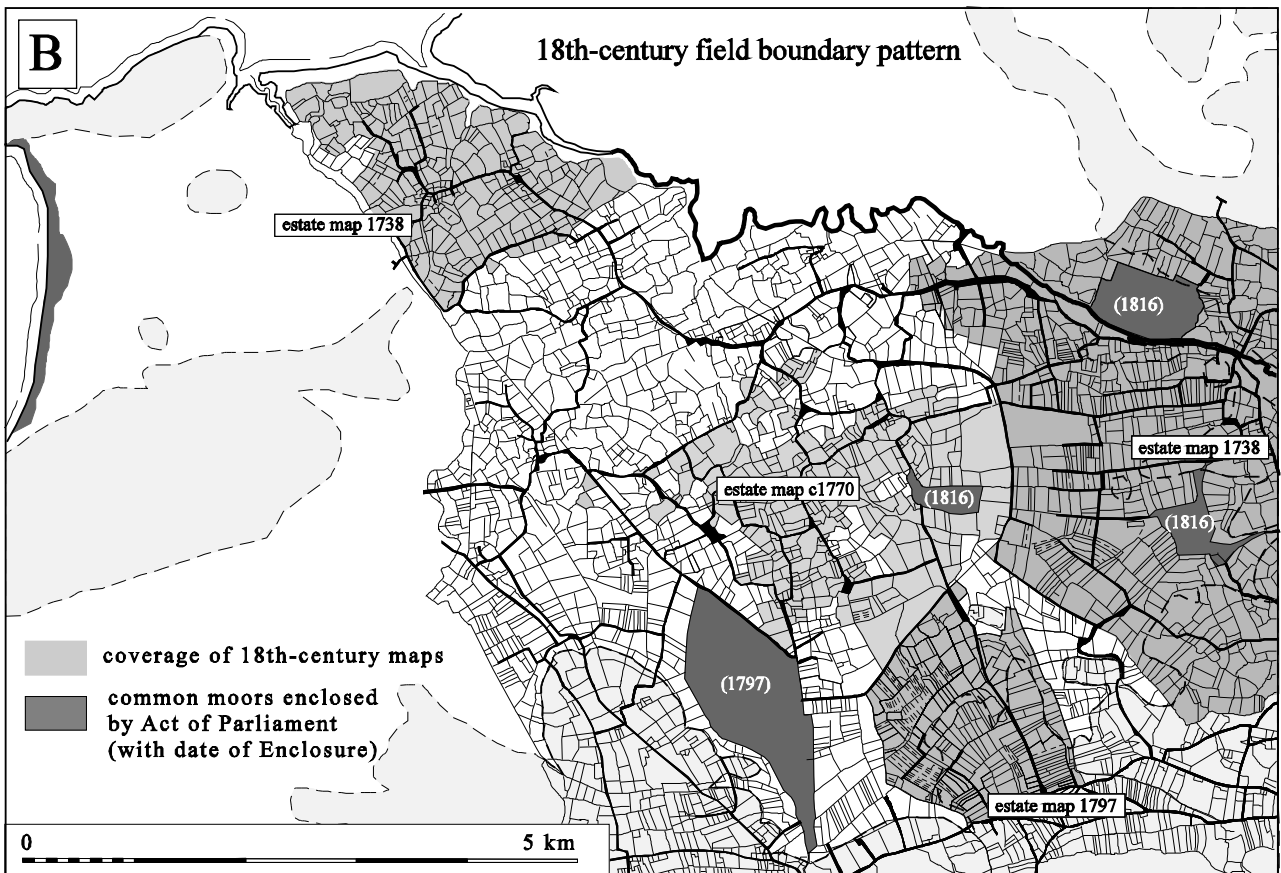 B
18th-century field boundary pattern
estate map 1738
(1816)
estate map 1738
estate map c1770
(1816)
(1816)
coverage of 18th-century maps
common moors enclosed
by Act of Parliament
(with date of Enclosure)
(1797)
estate map 1797
0 5 km